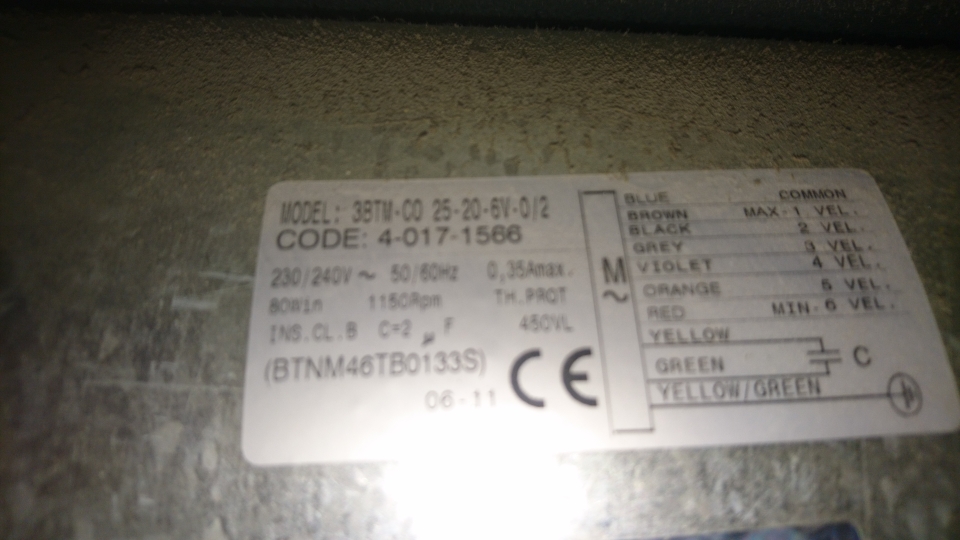 MODEL: 3BTM-CO 25-20-6V-0/2
CODE: 4-017-1566
230/240V ~ 50/60Hz 0,35Amax.
80Win 1150Rpm TH.PROT
INS.CL.B C=2 µF 450VL
(BTNM46TB0133S)
06-11 CE
M
~
BLUE COMMON
BROWN MAX-1 VEL.
BLACK 2 VEL.
GREY 3 VEL.
VIOLET 4 VEL.
ORANGE 5 VEL.
RED MIN-6 VEL.
YELLOW
GREEN C
YELLOW/GREEN